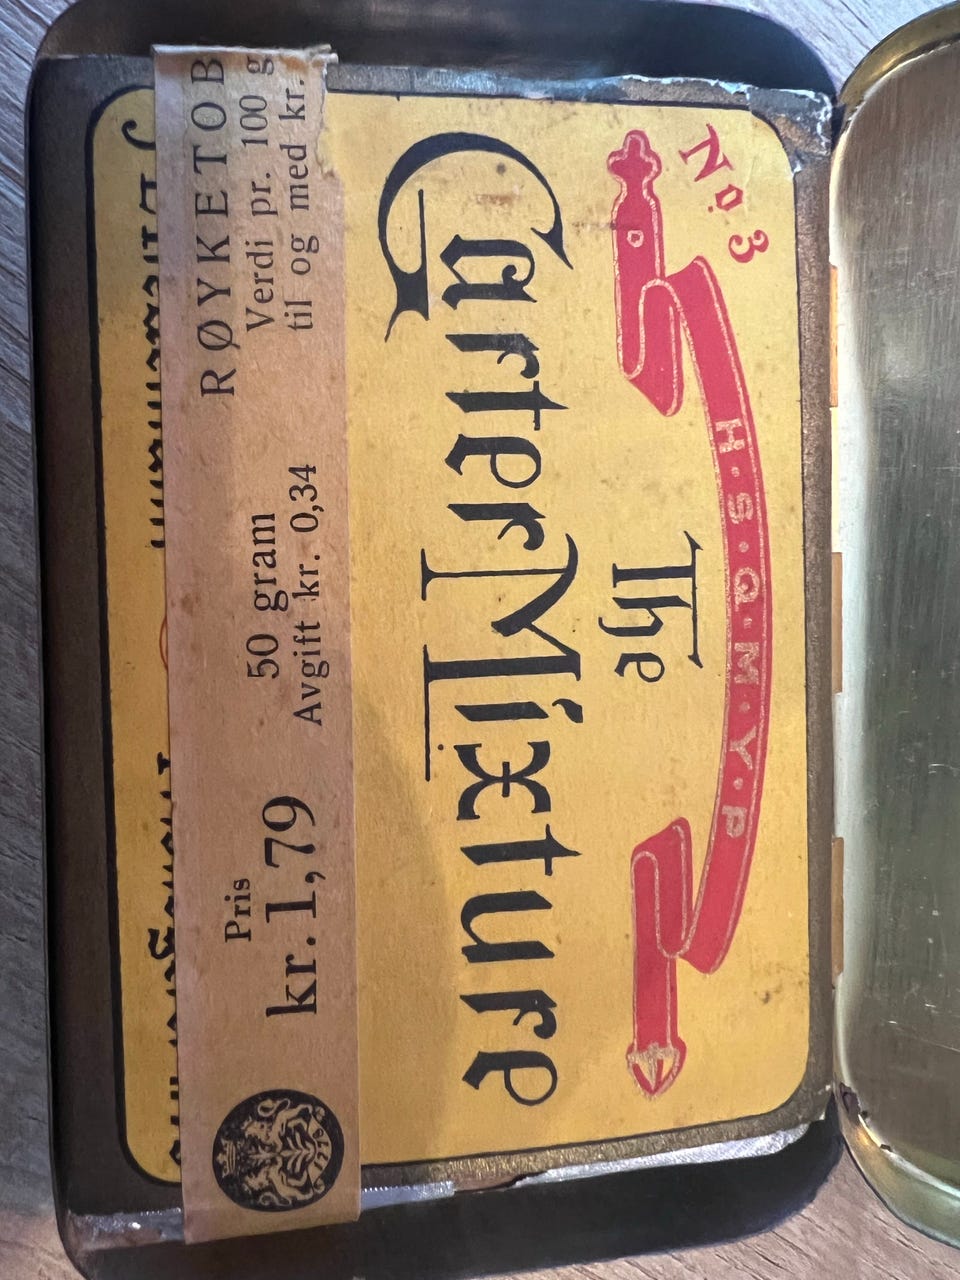 No. 3
H·S·Q·M·Y·P
The
Garter Mixture
Pris
kr. 1,79
50 gram
Avgift kr. 0,34
RØYKETOB
Verdi pr. 100 g
til og med kr.